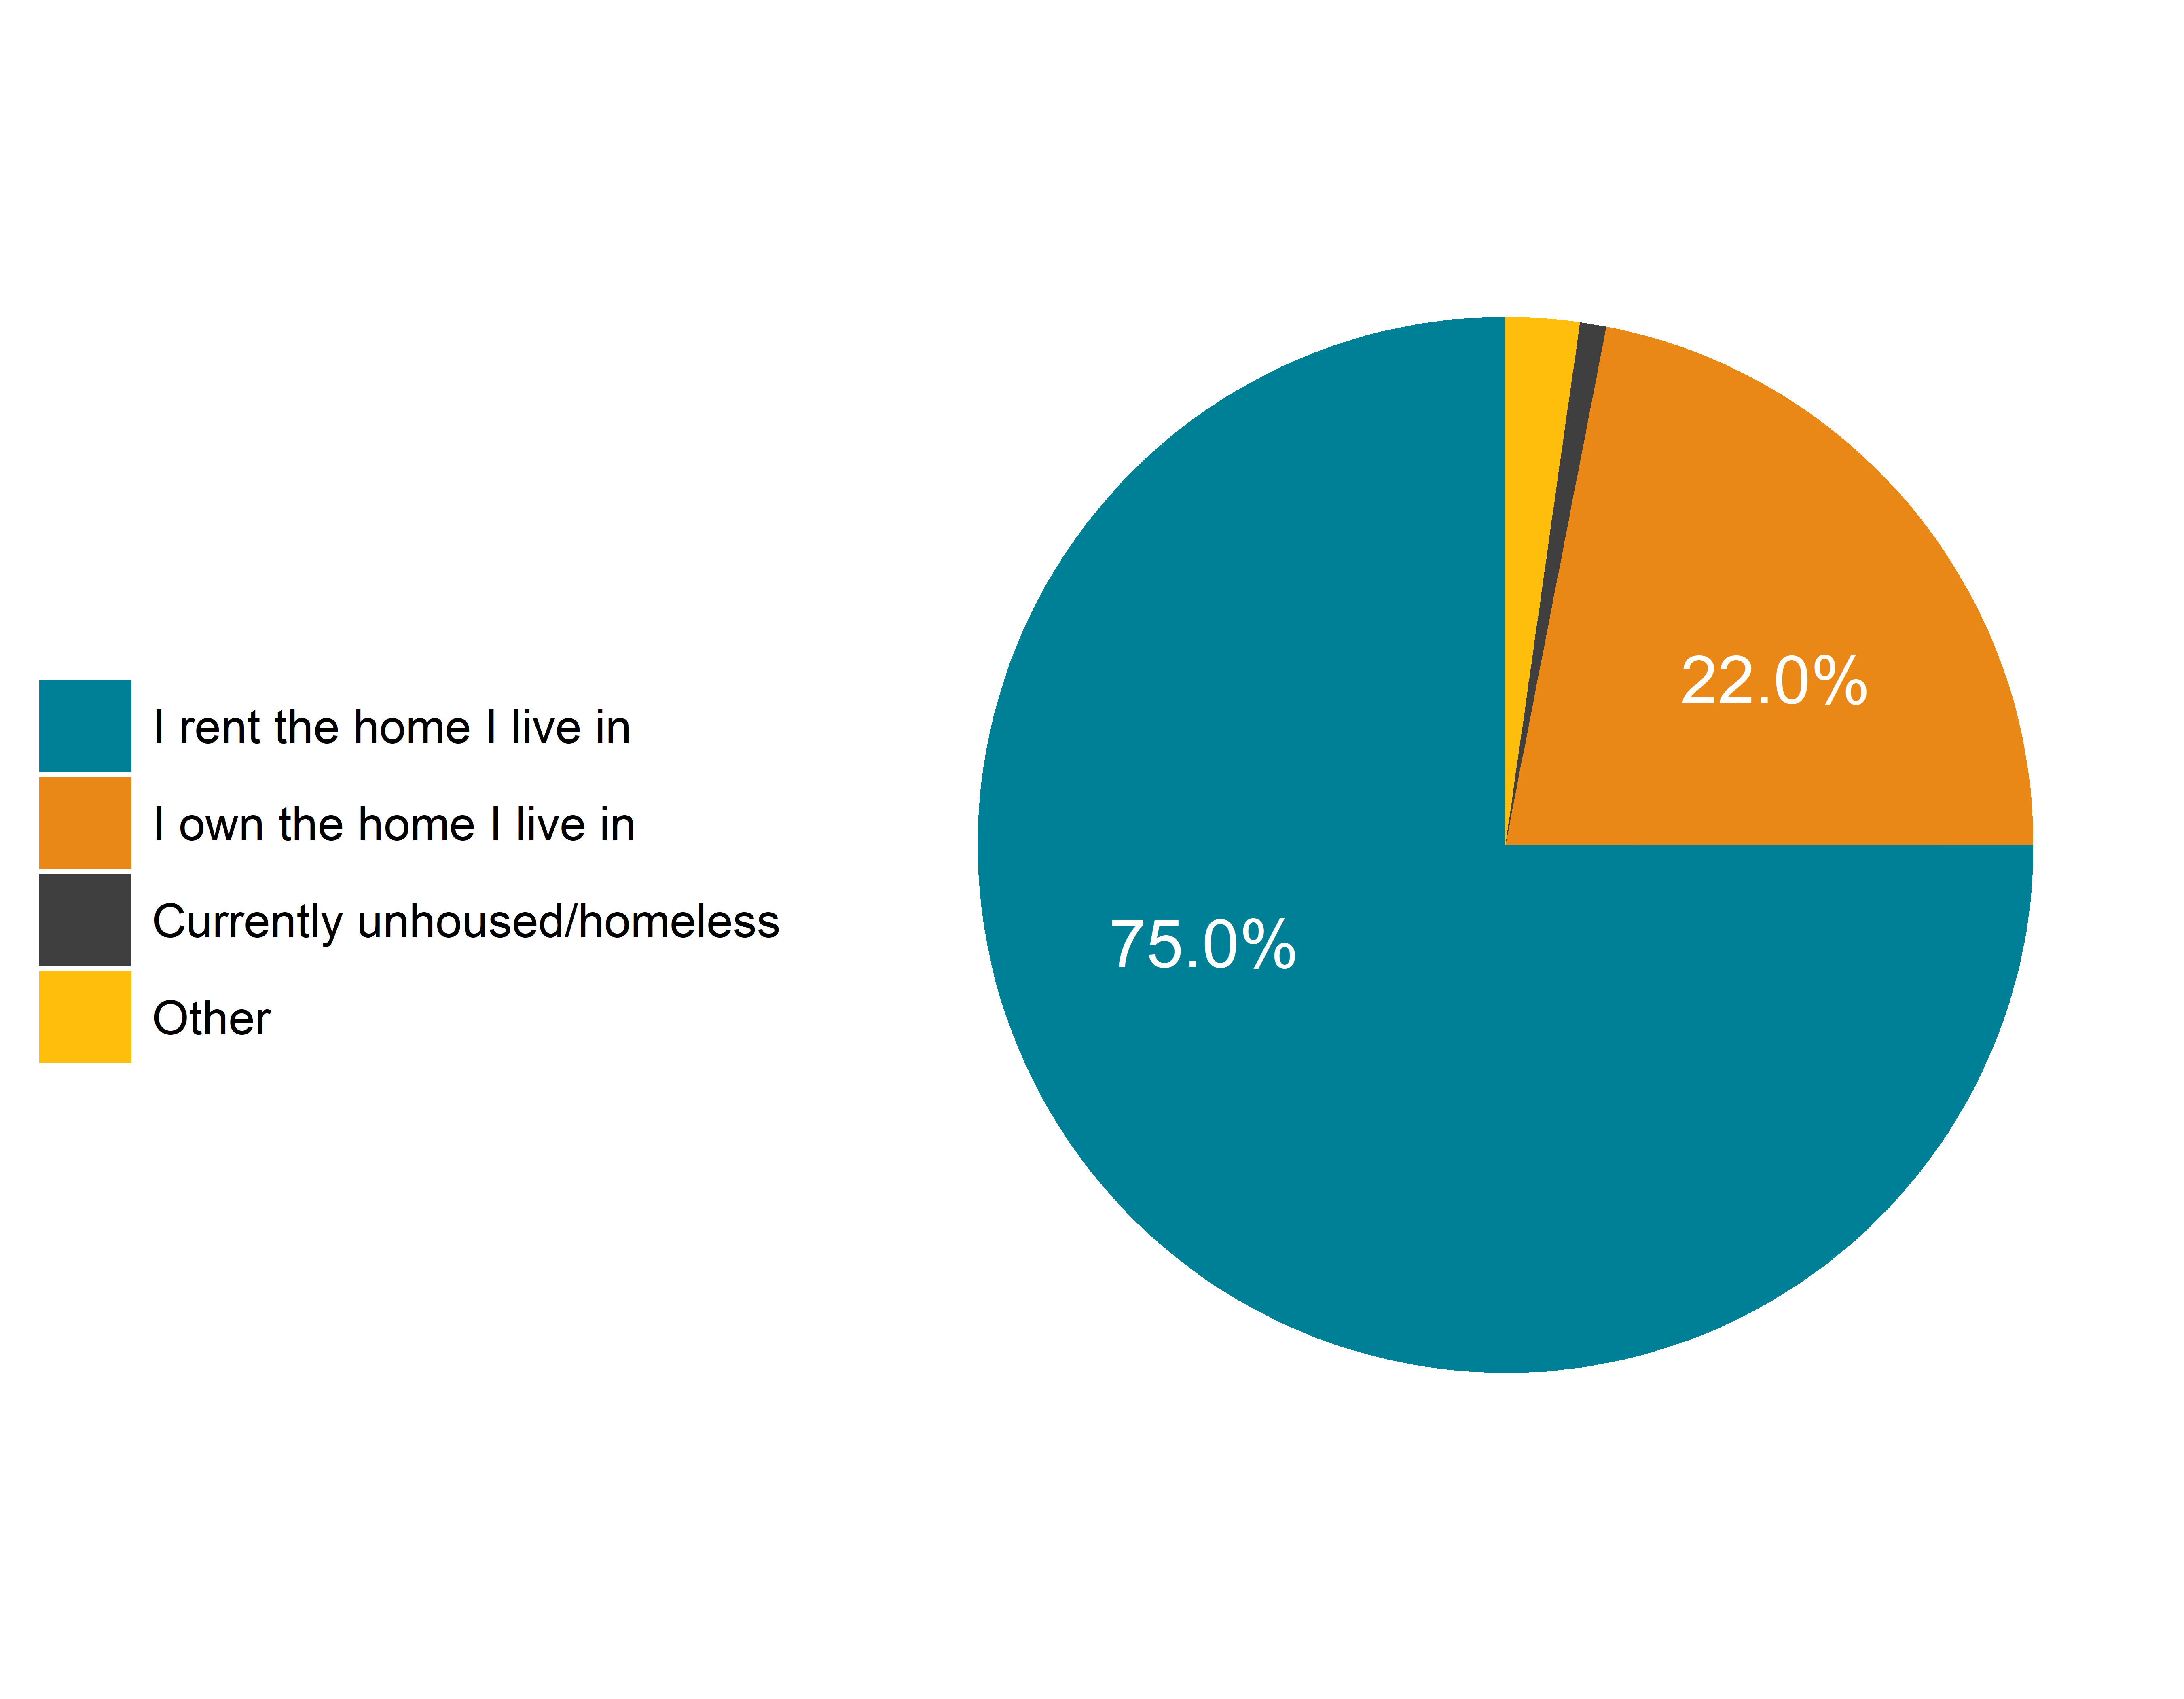 I rent the home I live in
I own the home I live in
Currently unhoused/homeless
Other
22.0%
75.0%